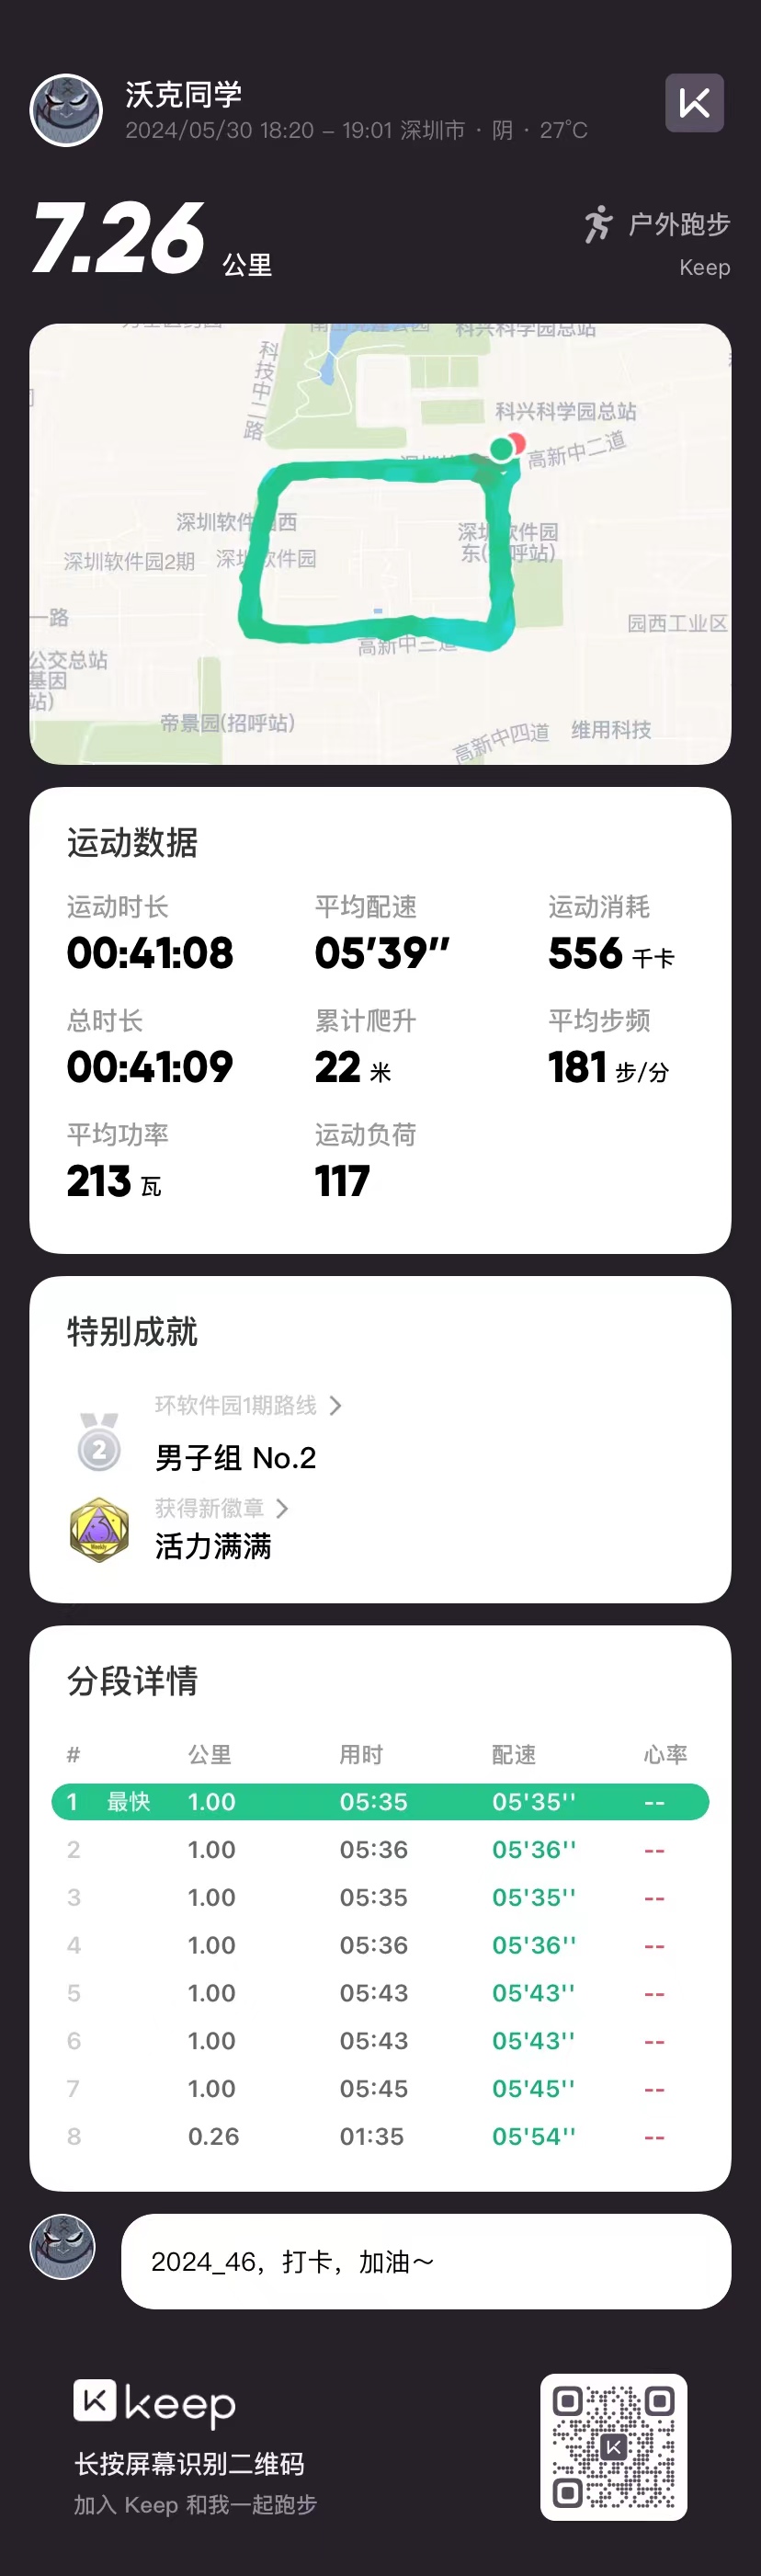 沃克同学
2024/05/30 18:20 – 19:01 深圳市 · 阴 · 27°C
7.26 公里
户外跑步
Keep
科兴科学园总站
科技中二路
科兴科学园总站
高新中二道
深圳软件园西
深圳软件园
东(招呼站)
深圳软件园2期
深圳软件园
一路
园西工业区
高新中三道
公交总站
基因
站)
帝景园(招呼站)
高新中四道
维用科技
运动数据
运动时长 平均配速 运动消耗
00:41:08 05'39'' 556 千卡
总时长 累计爬升 平均步频
00:41:09 22 米 181 步/分
平均功率 运动负荷
213 瓦 117
特别成就
环软件园1期路线 >
2
男子组 No.2
获得新徽章 >
Weekly
活力满满
分段详情
# 公里 用时 配速 心率
1 最快 1.00 05:35 05'35'' --
2 1.00 05:36 05'36'' --
3 1.00 05:35 05'35'' --
4 1.00 05:36 05'36'' --
5 1.00 05:43 05'43'' --
6 1.00 05:43 05'43'' --
7 1.00 05:45 05'45'' --
8 0.26 01:35 05'54'' --
2024_46，打卡，加油～
keep
长按屏幕识别二维码
加入 Keep 和我一起跑步